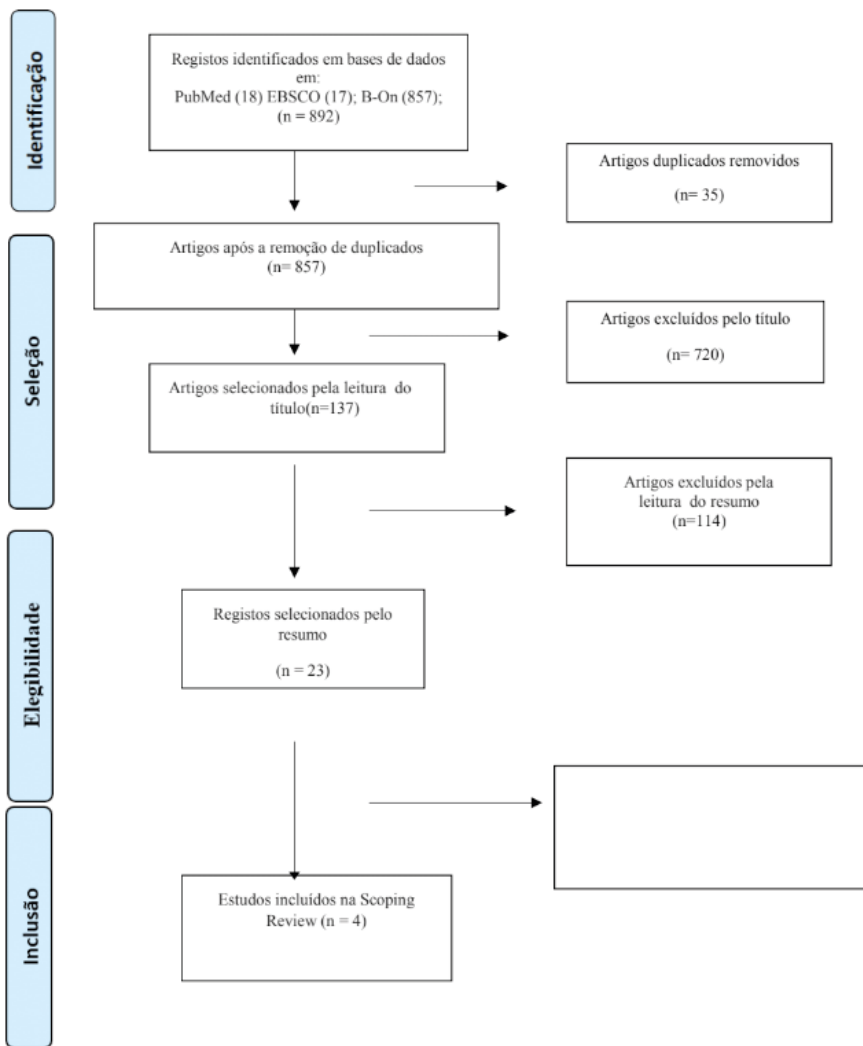 Identificação
Registos identificados em bases de dados
em:
PubMed (18) EBSCO (17); B-On (857);
(n = 892)
Artigos duplicados removidos
(n= 35)
Seleção
Artigos após a remoção de duplicados
(n= 857)
Artigos excluídos pelo título
(n= 720)
Artigos selecionados pela leitura do
título(n=137)
Artigos excluídos pela
leitura do resumo
(n=114)
Elegibilidade
Registos selecionados pelo
resumo
(n = 23)
Inclusão
Estudos incluídos na Scoping
Review (n = 4)